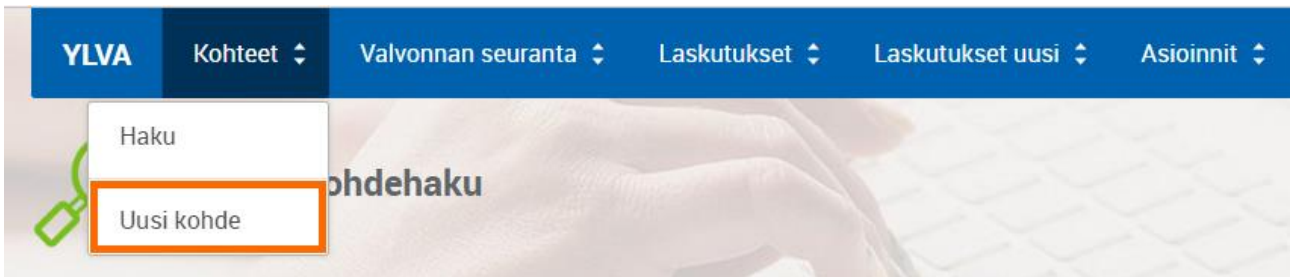 YLVA Kohteet Valvonnan seuranta Laskutukset Laskutukset uusi Asioinnit
Haku
ohdehaku
Uusi kohde